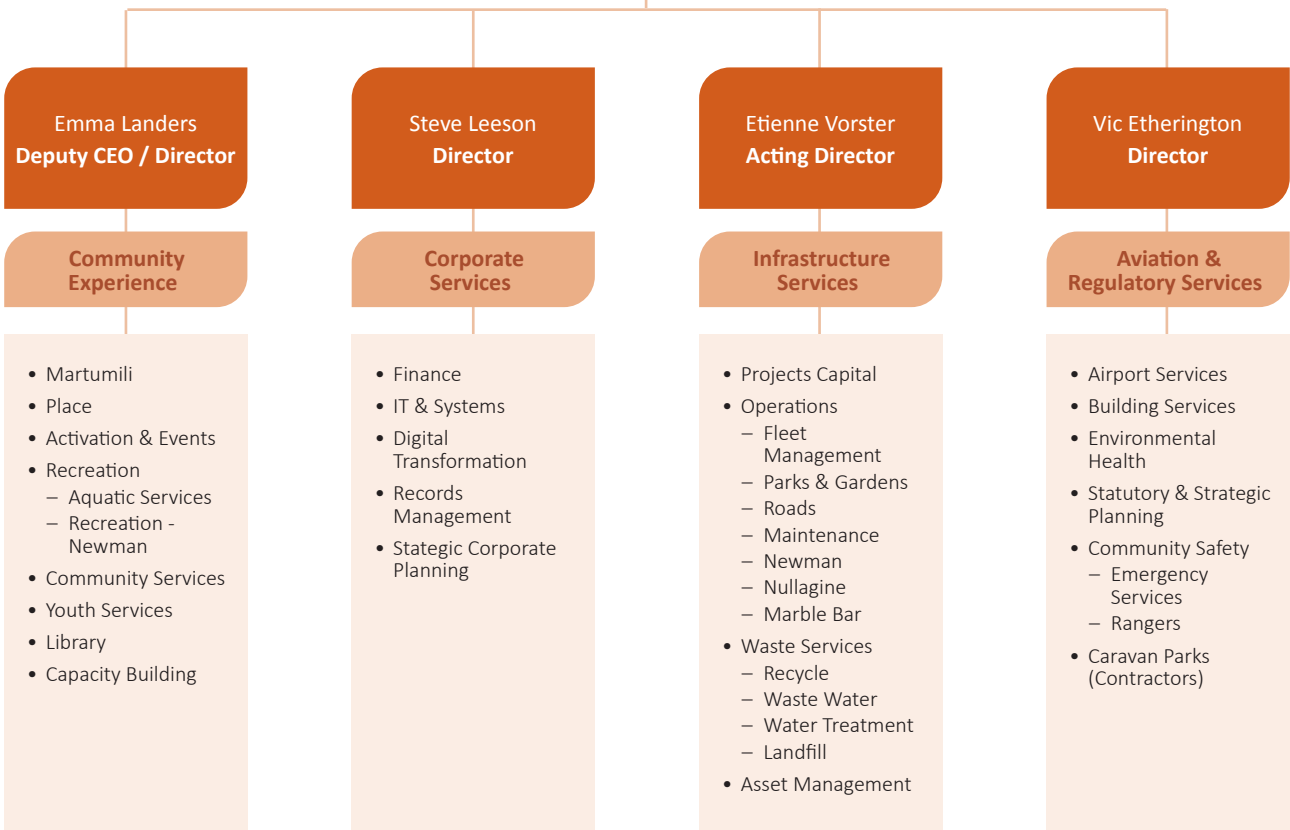 Emma Landers
Deputy CEO / Director
Community
Experience
• Martumili
• Place
• Activation & Events
• Recreation
– Aquatic Services
– Recreation -
Newman
• Community Services
• Youth Services
• Library
• Capacity Building
Steve Leeson
Director
Corporate
Services
• Finance
• IT & Systems
• Digital
Transformation
• Records
Management
• Stategic Corporate
Planning
Etienne Vorster
Acting Director
Infrastructure
Services
• Projects Capital
• Operations
– Fleet
Management
– Parks & Gardens
– Roads
– Maintenance
– Newman
– Nullagine
– Marble Bar
• Waste Services
– Recycle
– Waste Water
– Water Treatment
– Landfill
• Asset Management
Vic Etherington
Director
Aviation &
Regulatory Services
• Airport Services
• Building Services
• Environmental
Health
• Statutory & Strategic
Planning
• Community Safety
– Emergency
Services
– Rangers
• Caravan Parks
(Contractors)